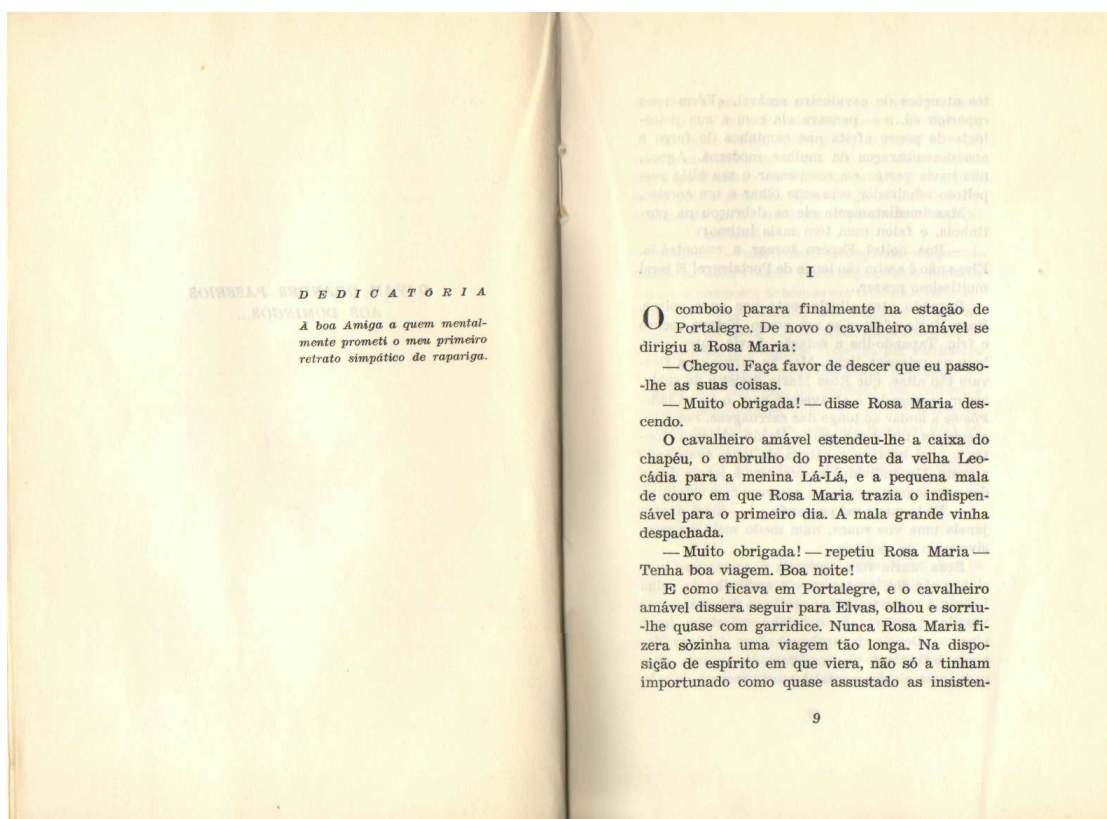 DEDICATÓRIA
À boa Amiga a quem mental-
mente prometi o meu primeiro
retrato simpático de rapariga.
I
O comboio parara finalmente na estação de
Portalegre. De novo o cavalheiro amável se
dirigiu a Rosa Maria:
— Chegou. Faça favor de descer que eu passo-
-lhe as suas coisas.
— Muito obrigada! — disse Rosa Maria des-
cendo.
O cavalheiro amável estendeu-lhe a caixa do
chapéu, o embrulho do presente da velha Leo-
cádia para a menina Lá-Lá, e a pequena mala
de couro em que Rosa Maria trazia o indispen-
sável para o primeiro dia. A mala grande vinha
despachada.
— Muito obrigada! — repetiu Rosa Maria —
Tenha boa viagem. Boa noite!
E como ficava em Portalegre, e o cavalheiro
amável dissera seguir para Elvas, olhou e sorriu-
-lhe quase com garridice. Nunca Rosa Maria fi-
zera sòzinha uma viagem tão longa. Na dispo-
sição de espírito em que viera, não só a tinham
importunado como quase assustado as insisten-
9